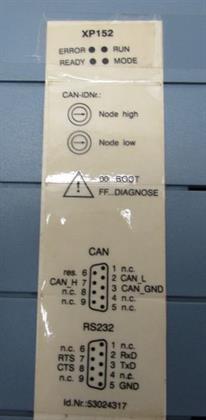 XP152
ERROR RUN
READY MODE
CAN-IDNr.:
Node high
Node low
00...BOOT
FF...DIAGNOSE
CAN
res. 6 1 n.c.
CAN_H 7 2 CAN_L
n.c. 8 3 CAN_GND
n.c. 9 4 n.c.
5 n.c.
RS232
n.c. 6 1 n.c.
RTS 7 2 RxD
CTS 8 3 TxD
n.c. 9 4 n.c.
5 GND
Id.Nr.:53024317